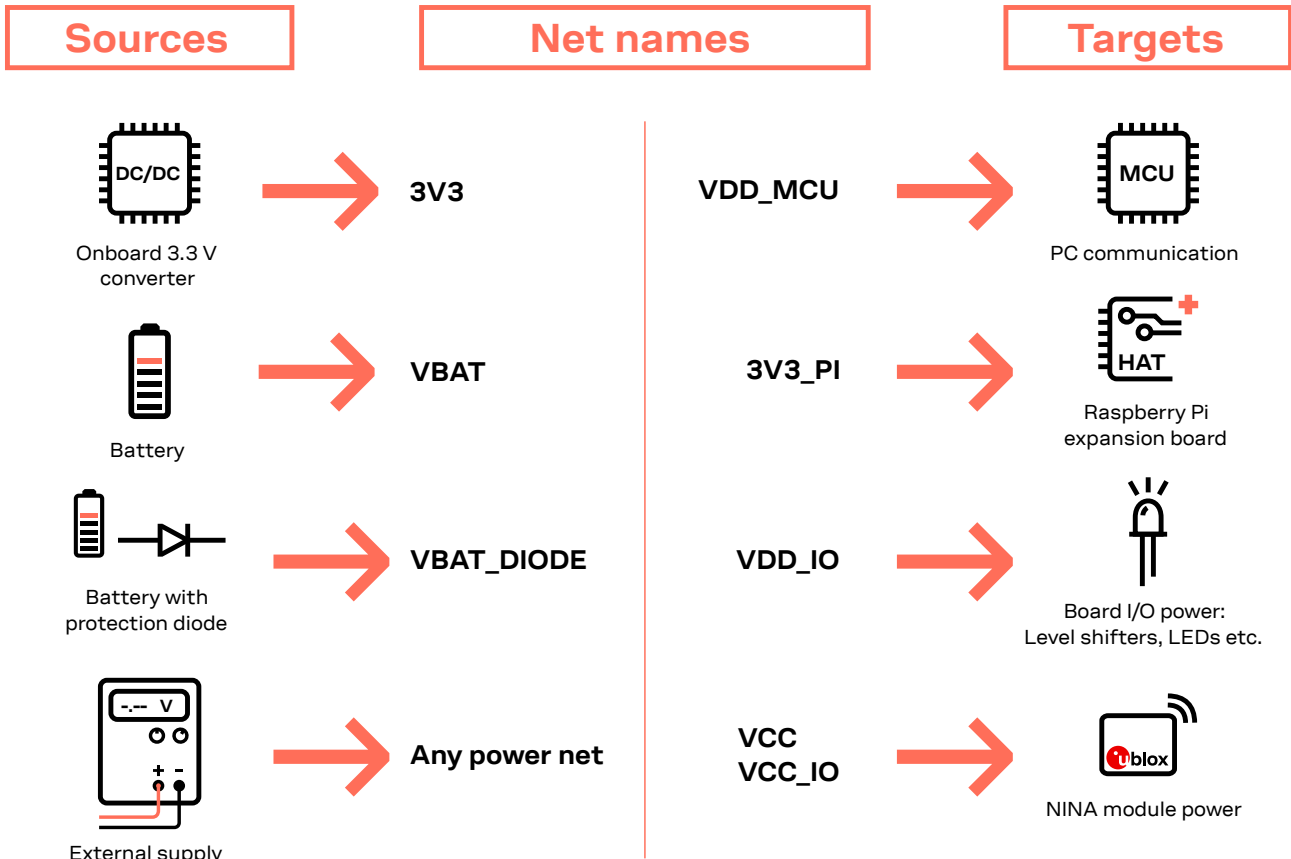 Sources
Net names
Targets
DC/DC
Onboard 3.3 V
converter
3V3
VDD_MCU
MCU
PC communication
Battery
VBAT
3V3_PI
HAT
Raspberry Pi
expansion board
Battery with
protection diode
VBAT_DIODE
VDD_IO
Board I/O power:
Level shifters, LEDs etc.
-.-- V
+ -
External supply
Any power net
VCC
VCC_IO
ublox
NINA module power